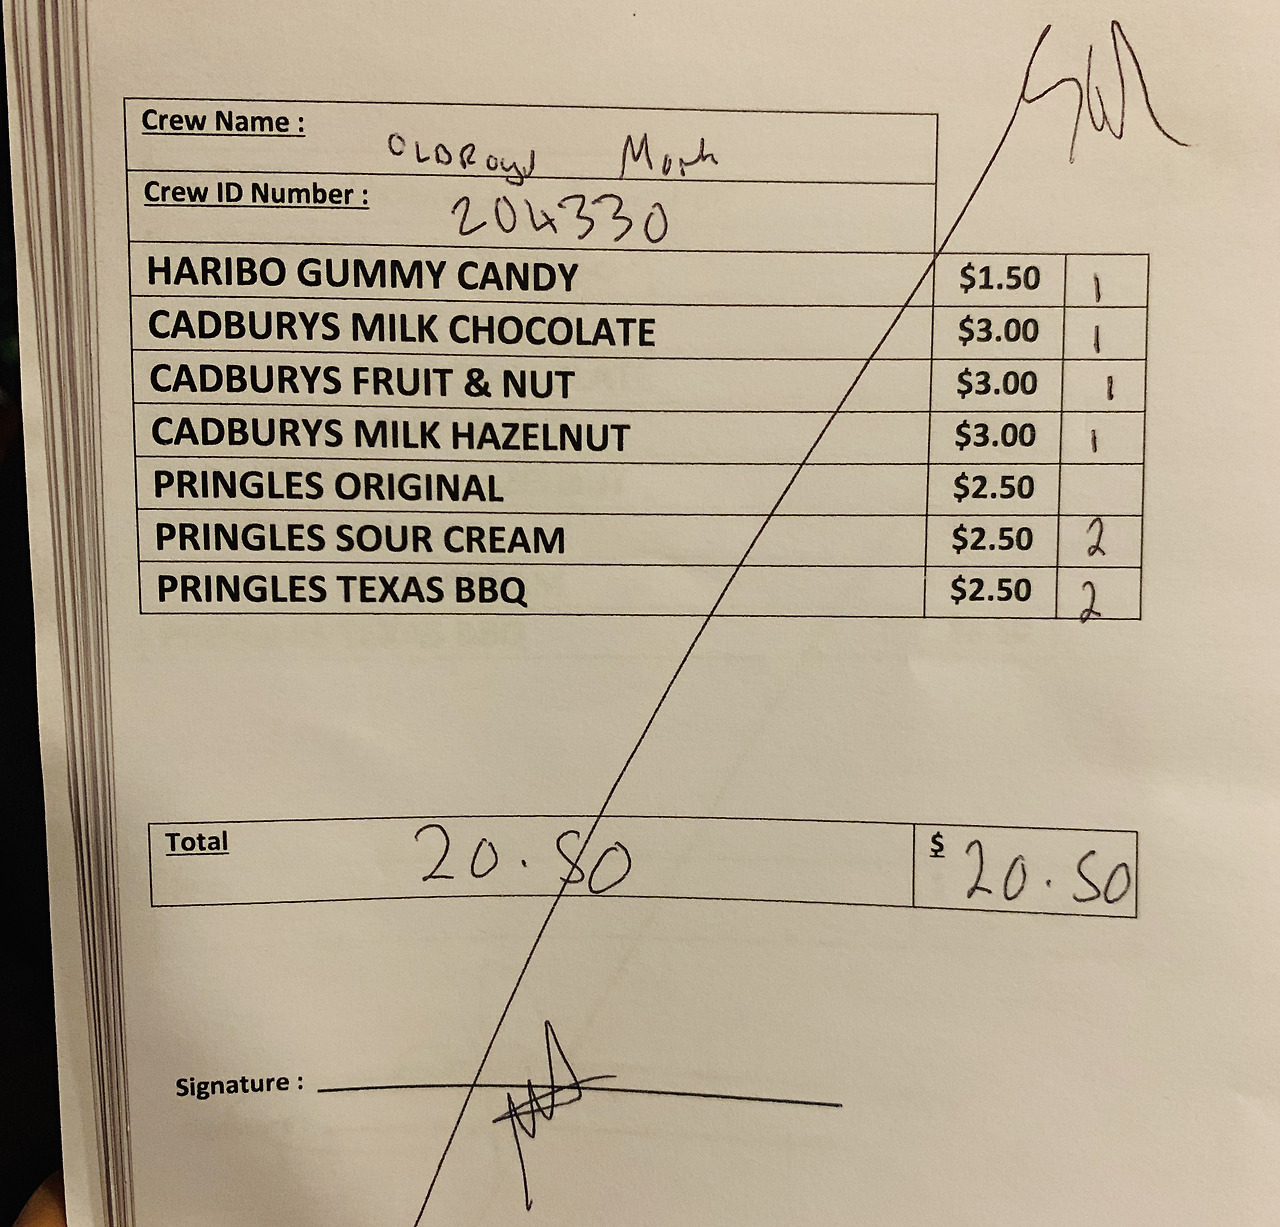 Crew Name :
OLDRoyd Mark
Crew ID Number :
204330
HARIBO GUMMY CANDY $1.50 1
CADBURYS MILK CHOCOLATE $3.00 1
CADBURYS FRUIT & NUT $3.00 1
CADBURYS MILK HAZELNUT $3.00 1
PRINGLES ORIGINAL $2.50
PRINGLES SOUR CREAM $2.50 2
PRINGLES TEXAS BBQ $2.50 2
Total 20.50 $ 20.50
Signature :